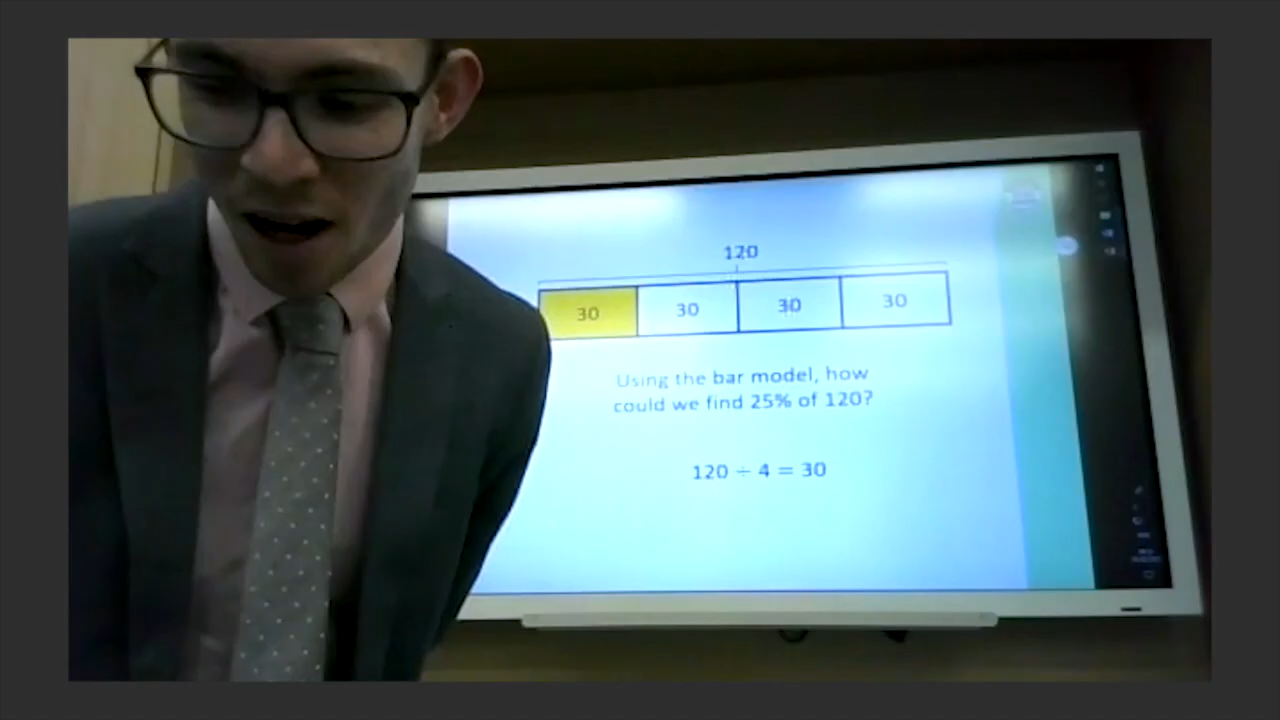 120
30 30 30 30
Using the bar model, how
could we find 25% of 120?
120 ÷ 4 = 30